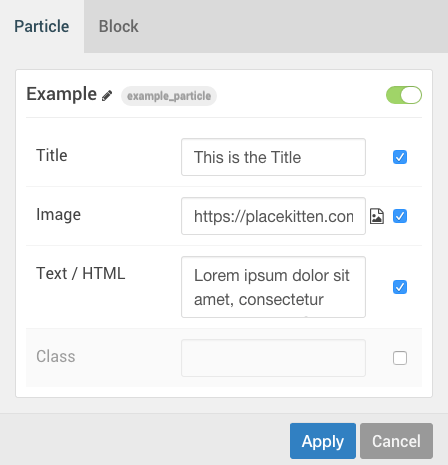 Particle Block
Example example_particle
Title This is the Title
Image https://placekitten.con
Text / HTML Lorem ipsum dolor sit
amet, consectetur
Class
Apply Cancel